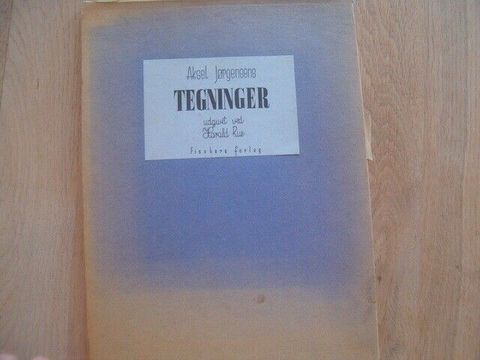 Aksel Jørgensens
TEGNINGER
udgivet ved
Harald Rue
Fischers forlag